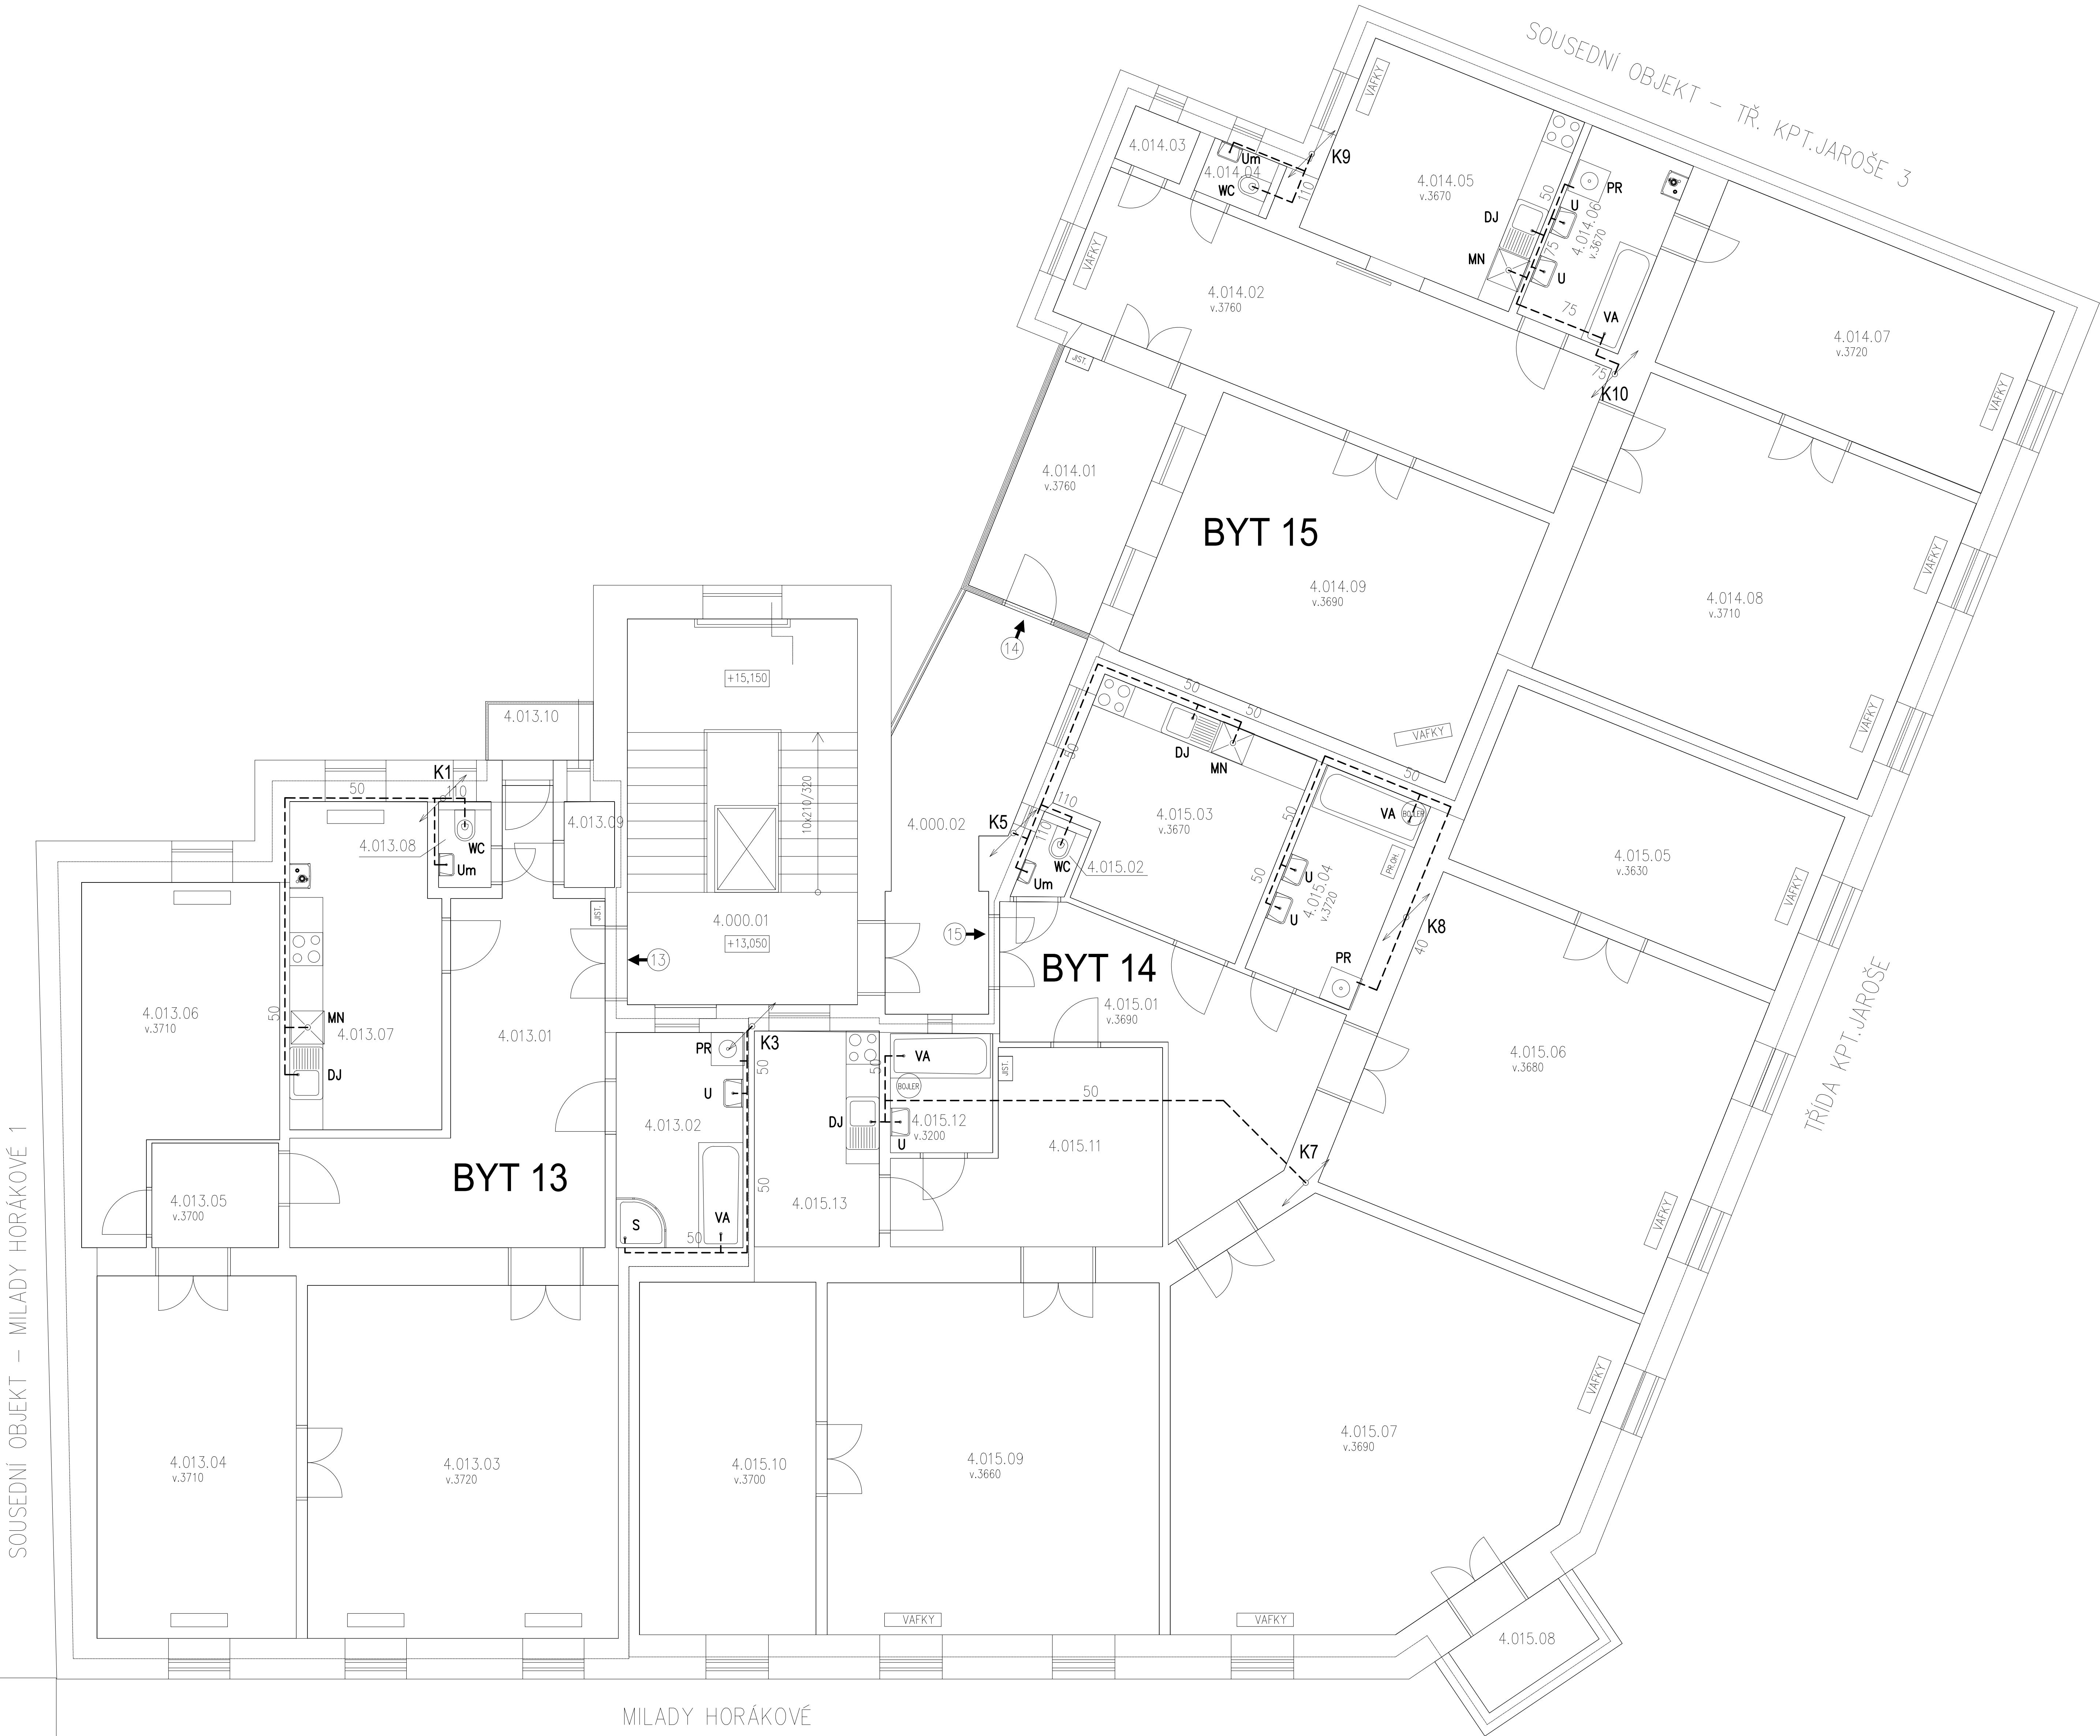 SOUSEDNÍ OBJEKT – TŘ. KPT.JAROŠE 3
VAFKY
4.014.03
Um
4.014.04
WC
K9
110
4.014.05
v.3670
50
PR
U
DJ
4.014.06
v.3670
75
MN
U
VAFKY
4.014.02
v.3760
75
VA
4.014.07
v.3720
JIST.
75
K10
VAFKY
4.014.01
v.3760
BYT 15
4.014.09
v.3690
VAFKY
4.014.08
v.3710
14
+15,150
50
50
VAFKY
VAFKY
4.013.10
DJ
MN
50
50
K1
110
50
10x210/320
4.013.09
4.000.02
K5
110
110
4.015.03
v.3670
50
VA
BOJLER
4.013.08
WC
Um
WC
4.015.02
Um
PR.OH.
4.015.05
v.3630
50
U
4.015.04
v.3720
U
VAFKY
JIST.
4.000.01
+13,050
13
15
K8
40
BYT 14
PR
4.013.06
v.3710
50
MN
4.013.07
4.013.01
4.015.01
v.3690
PR
K3
50
50
VA
JIST.
4.015.06
v.3680
TŘÍDA KPT.JAROŠE
DJ
U
BOJLER
50
4.013.02
DJ
4.015.12
v.3200
U
4.015.11
K7
BYT 13
50
4.015.13
4.013.05
v.3700
S
VA
50
VAFKY
SOUSEDNÍ OBJEKT – MILADY HORÁKOVÉ 1
VAFKY
4.013.04
v.3710
4.013.03
v.3720
4.015.10
v.3700
4.015.09
v.3660
4.015.07
v.3690
VAFKY
VAFKY
4.015.08
MILADY HORÁKOVÉ